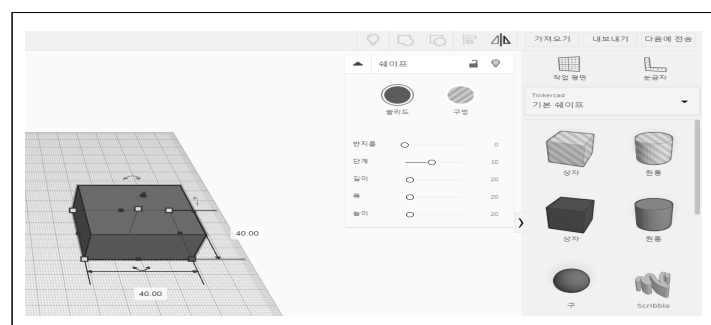 가져오기 내보내기 다음에 전송
쉐이프
작업 평면 눈금자
솔리드 구멍
Tinkercad
기본 쉐이프
반지름 0
단계 10
길이 20
폭 20
높이 20
상자 원통
40.00
상자 원통
40.00
구 Scribble